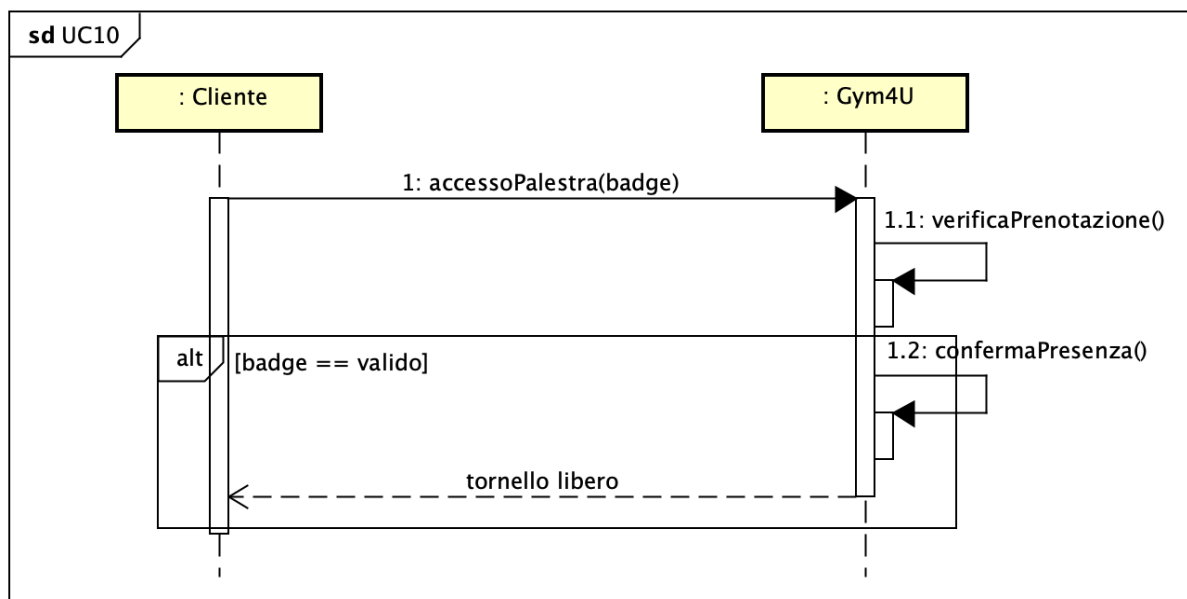 sd UC10
: Cliente
: Gym4U
1: accessoPalestra(badge)
1.1: verificaPrenotazione()
alt
[badge == valido]
1.2: confermaPresenza()
tornello libero